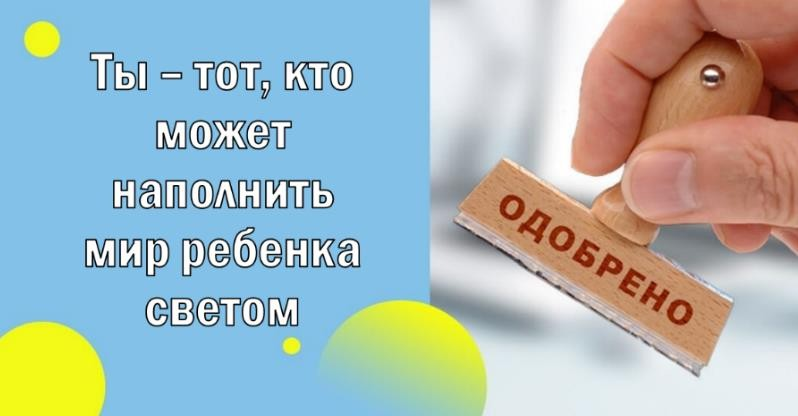 Ты – тот, кто
может
наполнить
мир ребенка
светом
ОДОБРЕНО